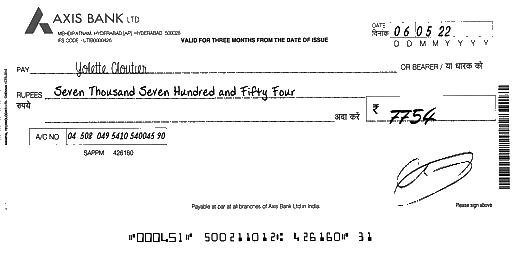 AXIS BANK LTD
MEHDIPATNAM, HYDERABAD [AP] HYDERABAD 500028
IFS CODE - UTIB0000426
VALID FOR THREE MONTHS FROM THE DATE OF ISSUE
DATE
दिनांक 06 05 22
D D M M Y Y Y Y
PAY Yolette Cloutier OR BEARER / या धारक को
RUPEES Seven Thousand Seven Hundred and Fifty Four
रुपये अदा करें ₹ 7754
A/C NO 04 508 049 5410 540045 90
SAPPM 426160
Payable at par at all branches of Axis Bank Ltd in India.
Please sign above
"000451" 500211012: 426160" 31